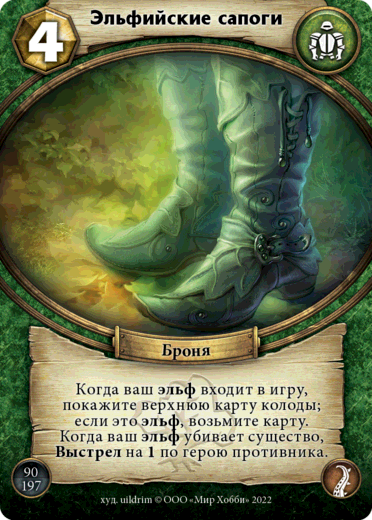 4
Эльфийские сапоги
Броня
Когда ваш эльф входит в игру,
покажите верхнюю карту колоды;
если это эльф, возьмите карту.
Когда ваш эльф убивает существо,
Выстрел на 1 по герою противника.
90
197
худ. uildrim © ООО «Мир Хобби» 2022